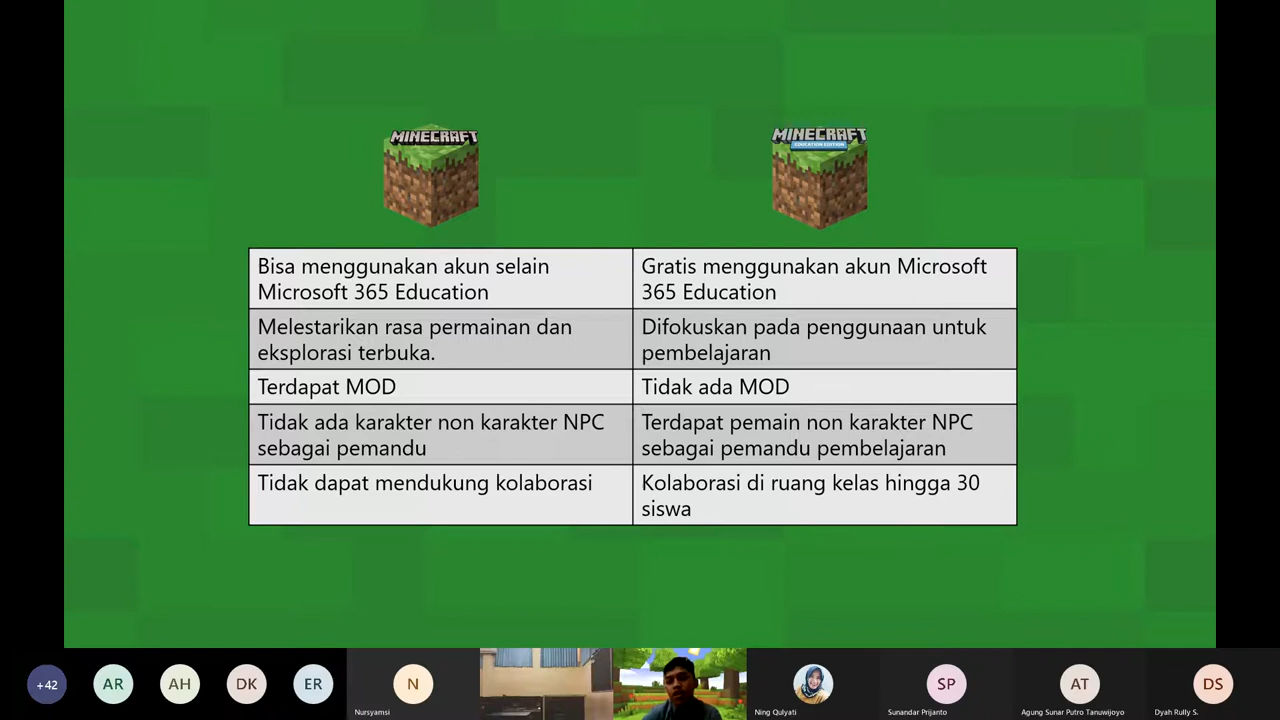 MINECRAFT
MINECRAFT
EDUCATION EDITION
Bisa menggunakan akun selain
Microsoft 365 Education
Gratis menggunakan akun Microsoft
365 Education
Melestarikan rasa permainan dan
eksplorasi terbuka.
Difokuskan pada penggunaan untuk
pembelajaran
Terdapat MOD
Tidak ada MOD
Tidak ada karakter non karakter NPC
sebagai pemandu
Terdapat pemain non karakter NPC
sebagai pemandu pembelajaran
Tidak dapat mendukung kolaborasi
Kolaborasi di ruang kelas hingga 30
siswa
+42
AR
AH
DK
ER
N
Nursyamsi
Ning Qulyati
SP
Sunandar Prijanto
AT
Agung Sunar Putro Tanuwijoyo
DS
Dyah Rully S.